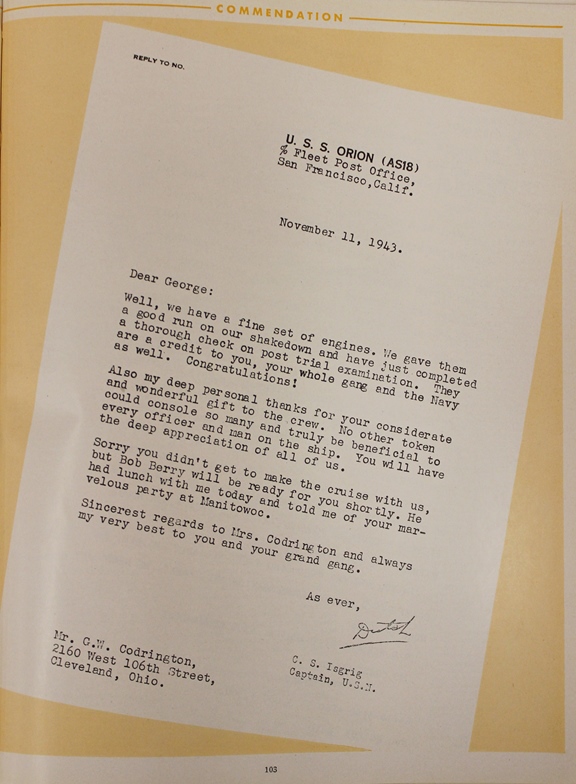 COMMENDATION
REPLY TO NO.
U. S. S. ORION (AS18)
% Fleet Post Office,
San Francisco, Calif.
November 11, 1943.
Dear George:
Well, we have a fine set of engines. We gave them
a good run on our shakedown and have just completed
a thorough check on post trial examination. They
are a credit to you, your whole gang and the Navy
as well. Congratulations!
Also my deep personal thanks for your considerate
and wonderful gift to the crew. No other token
could console so many and truly be beneficial to
every officer and man on the ship. You will have
the deep appreciation of all of us.
Sorry you didn't get to make the cruise with us,
but Bob Berry will be ready for you shortly. He
had lunch with me today and told me of your mar-
velous party at Manitowoc.
Sincerest regards to Mrs. Codrington and always
my very best to you and your grand gang.
As ever,
Dutch
C. S. Isgrig
Captain, U.S.N.
Mr. G.W. Codrington,
2160 West 106th Street,
Cleveland, Ohio.
103